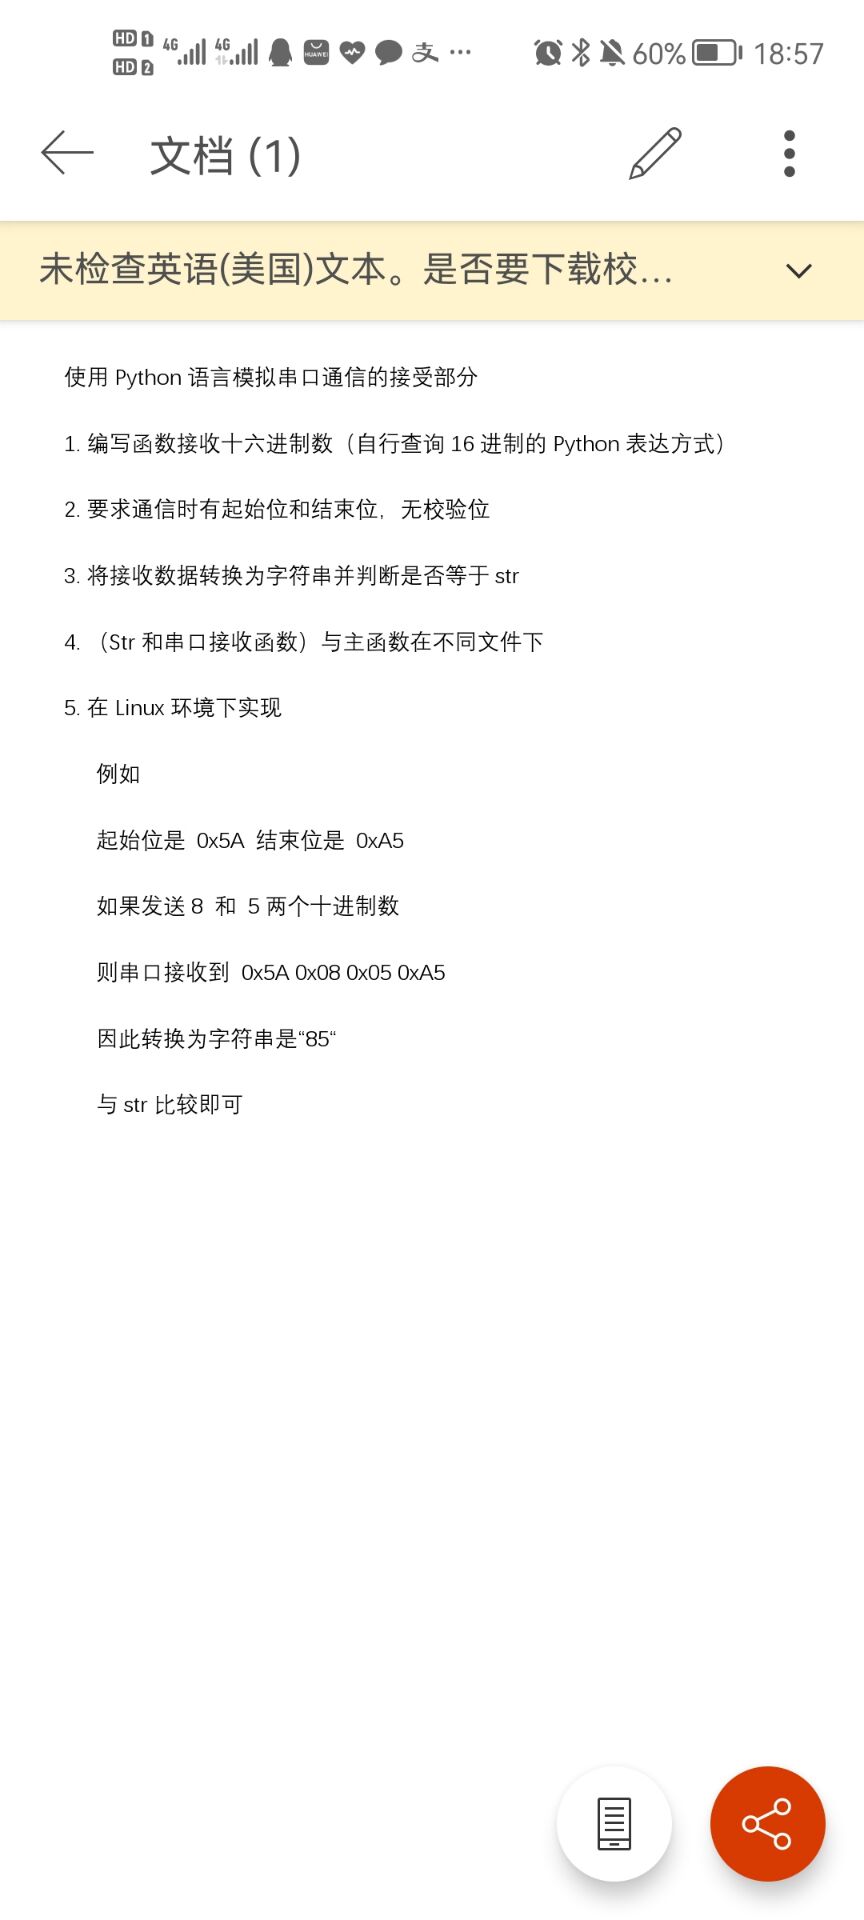 HD 1 4G 4G HUAWEI 支 ... 60% 18:57
HD 2
文档 (1)
未检查英语(美国)文本。是否要下载校...
使用 Python 语言模拟串口通信的接受部分
1. 编写函数接收十六进制数（自行查询 16 进制的 Python 表达方式）
2. 要求通信时有起始位和结束位，无校验位
3. 将接收数据转换为字符串并判断是否等于 str
4. （Str 和串口接收函数）与主函数在不同文件下
5. 在 Linux 环境下实现
例如
起始位是 0x5A 结束位是 0xA5
如果发送 8 和 5 两个十进制数
则串口接收到 0x5A 0x08 0x05 0xA5
因此转换为字符串是“85“
与 str 比较即可